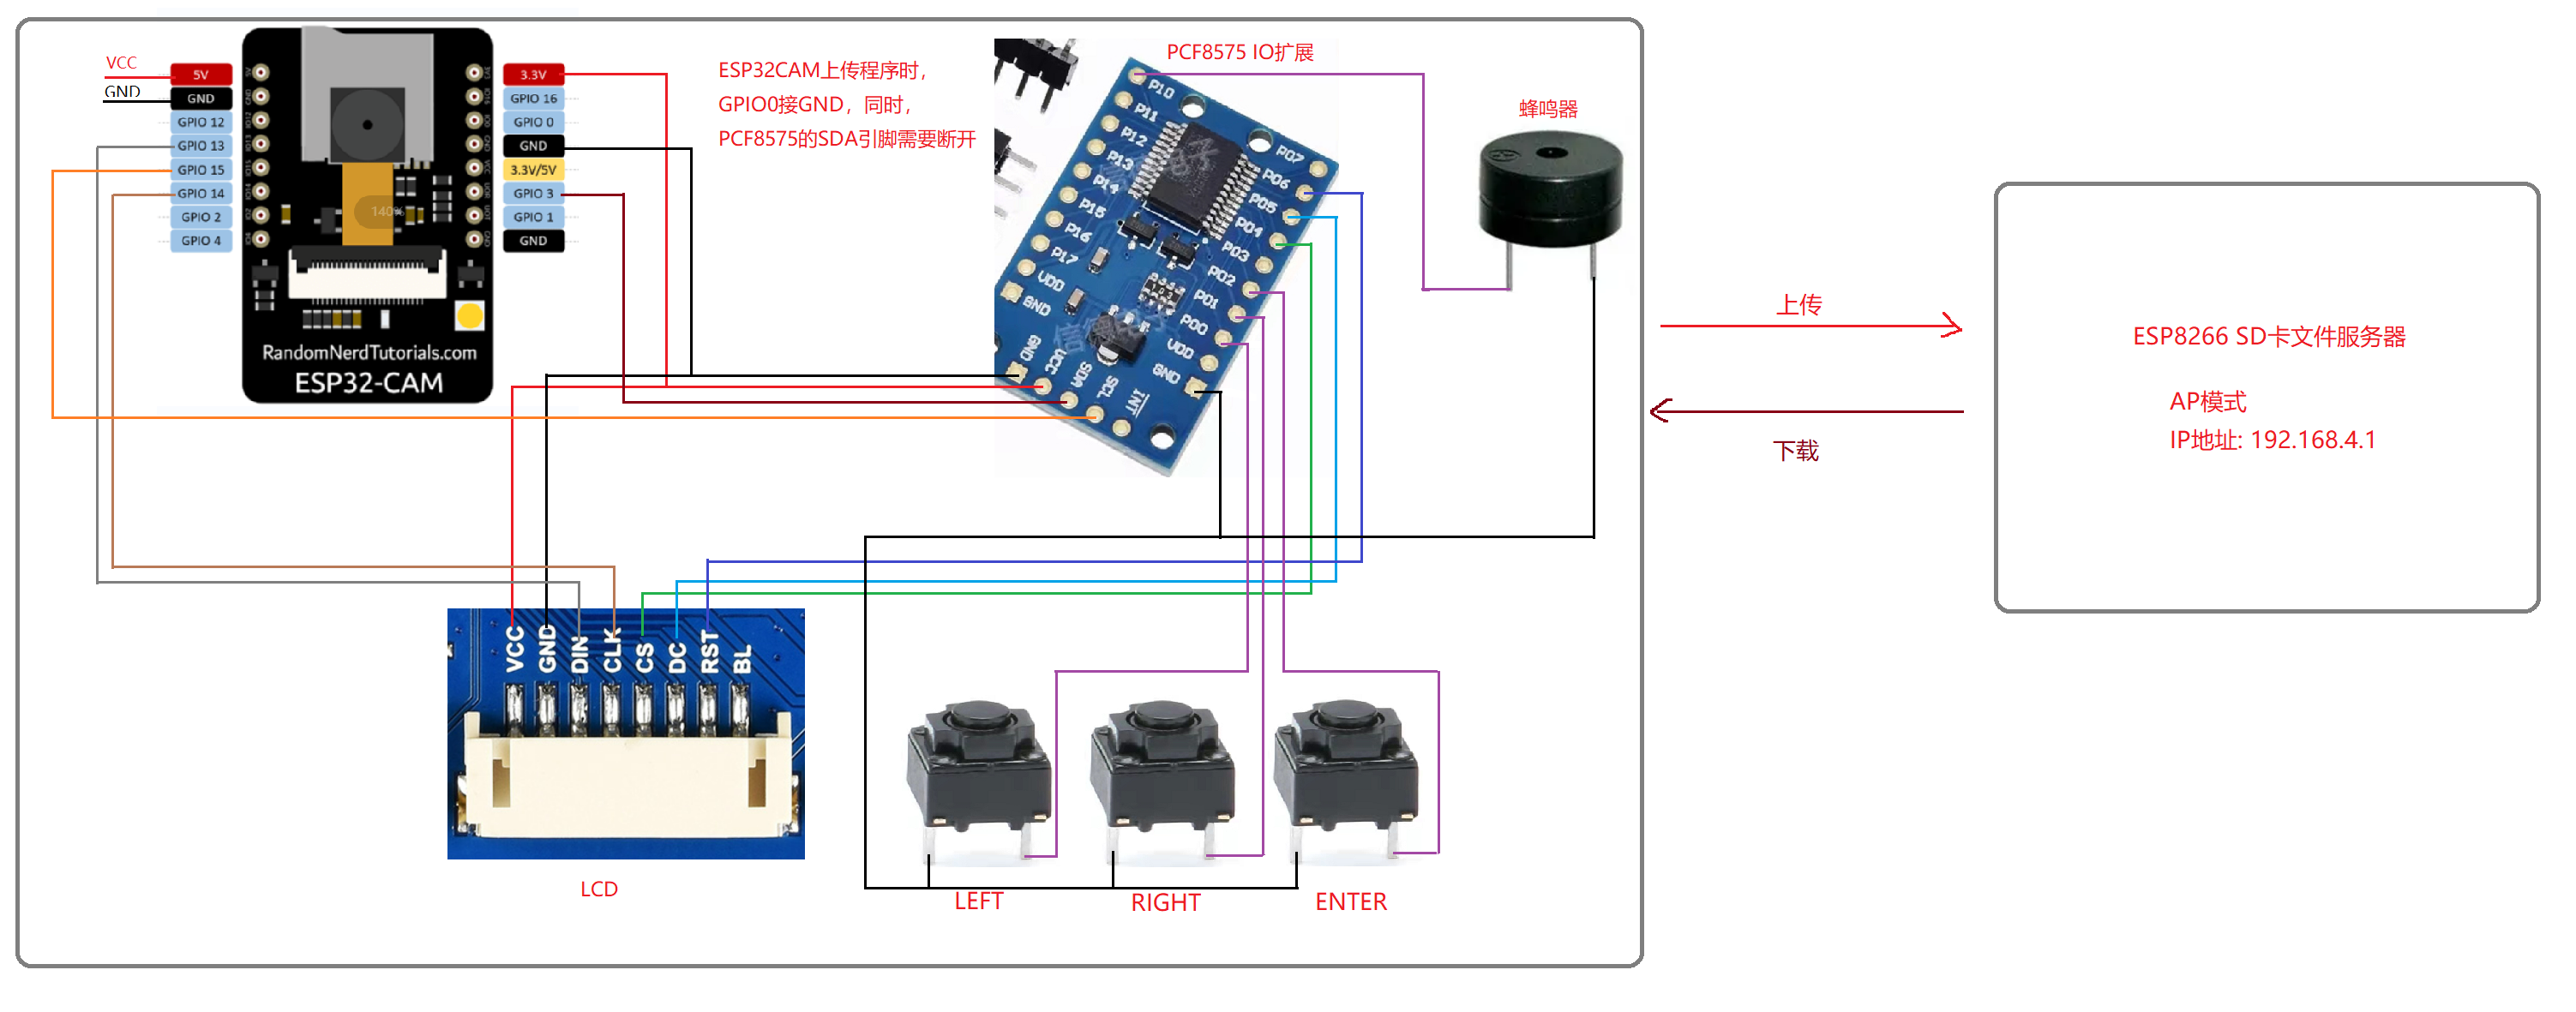 VCC
GND
5V
GND
GPIO 12
GPIO 13
GPIO 15
GPIO 14
GPIO 2
GPIO 4
3.3V
GPIO 16
GPIO 0
GND
3.3V/5V
GPIO 3
GPIO 1
GND
140%
RandomNerdTutorials.com
ESP32-CAM
ESP32CAM上传程序时，
GPIO0接GND，同时，
PCF8575的SDA引脚需要断开
PCF8575 IO扩展
P10
P11
P12
P13
P14
P15
P16
P17
VDD
GND
P07
P06
P05
P04
P03
P02
P01
P00
VDD
GND
GND
VCC
SDA
SCL
INT
蜂鸣器
上传
下载
ESP8266 SD卡文件服务器
AP模式
IP地址: 192.168.4.1
VCC
GND
DIN
CLK
CS
DC
RST
BL
LCD
LEFT
RIGHT
ENTER